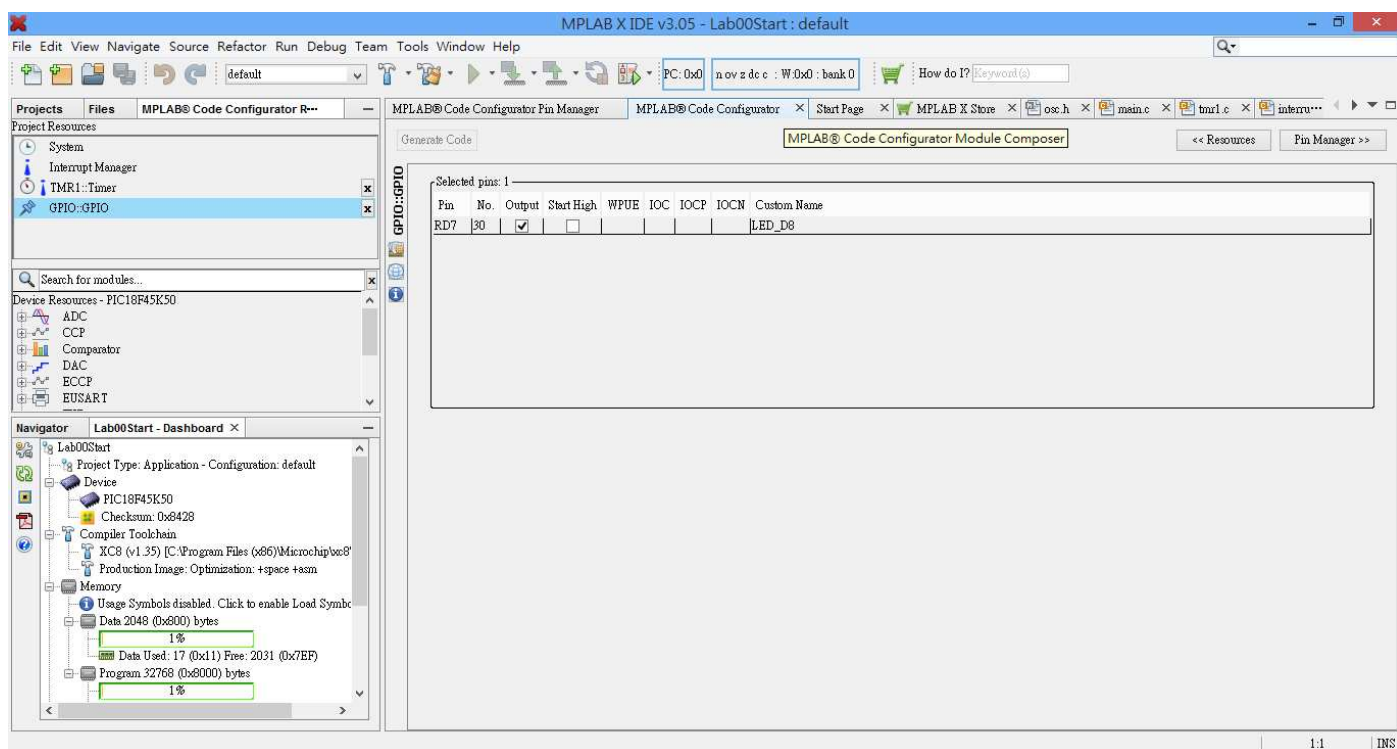 MPLAB X IDE v3.05 - Lab00Start : default
File Edit View Navigate Source Refactor Run Debug Team Tools Window Help
default
PC: 0x0
n ov z dc c : W:0x0 : bank 0
How do I? Keyword(s)
Projects Files MPLAB® Code Configurator R···
MPLAB® Code Configurator Pin Manager MPLAB® Code Configurator Start Page MPLAB X Store osc.h main.c tmr1.c interru···
Project Resources
System
Interrupt Manager
TMR1::Timer
GPIO::GPIO
Search for modules...
Device Resources - PIC18F45K50
ADC
CCP
Comparator
DAC
ECCP
EUSART
Generate Code
MPLAB® Code Configurator Module Composer
<< Resources
Pin Manager >>
GPIO::GPIO
Selected pins: 1
Pin No. Output Start High WPUE IOC IOCP IOCN Custom Name
RD7 30 LED_D8
Navigator Lab00Start - Dashboard
Lab00Start
Project Type: Application - Configuration: default
Device
PIC18F45K50
Checksum: 0x8428
Compiler Toolchain
XC8 (v1.35) [C:\Program Files (x86)\Microchip\xc8\
Production Image: Optimization: +space +asm
Memory
Usage Symbols disabled. Click to enable Load Symbo
Data 2048 (0x800) bytes
1%
Data Used: 17 (0x11) Free: 2031 (0x7EF)
Program 32768 (0x8000) bytes
1%
1:1 INS